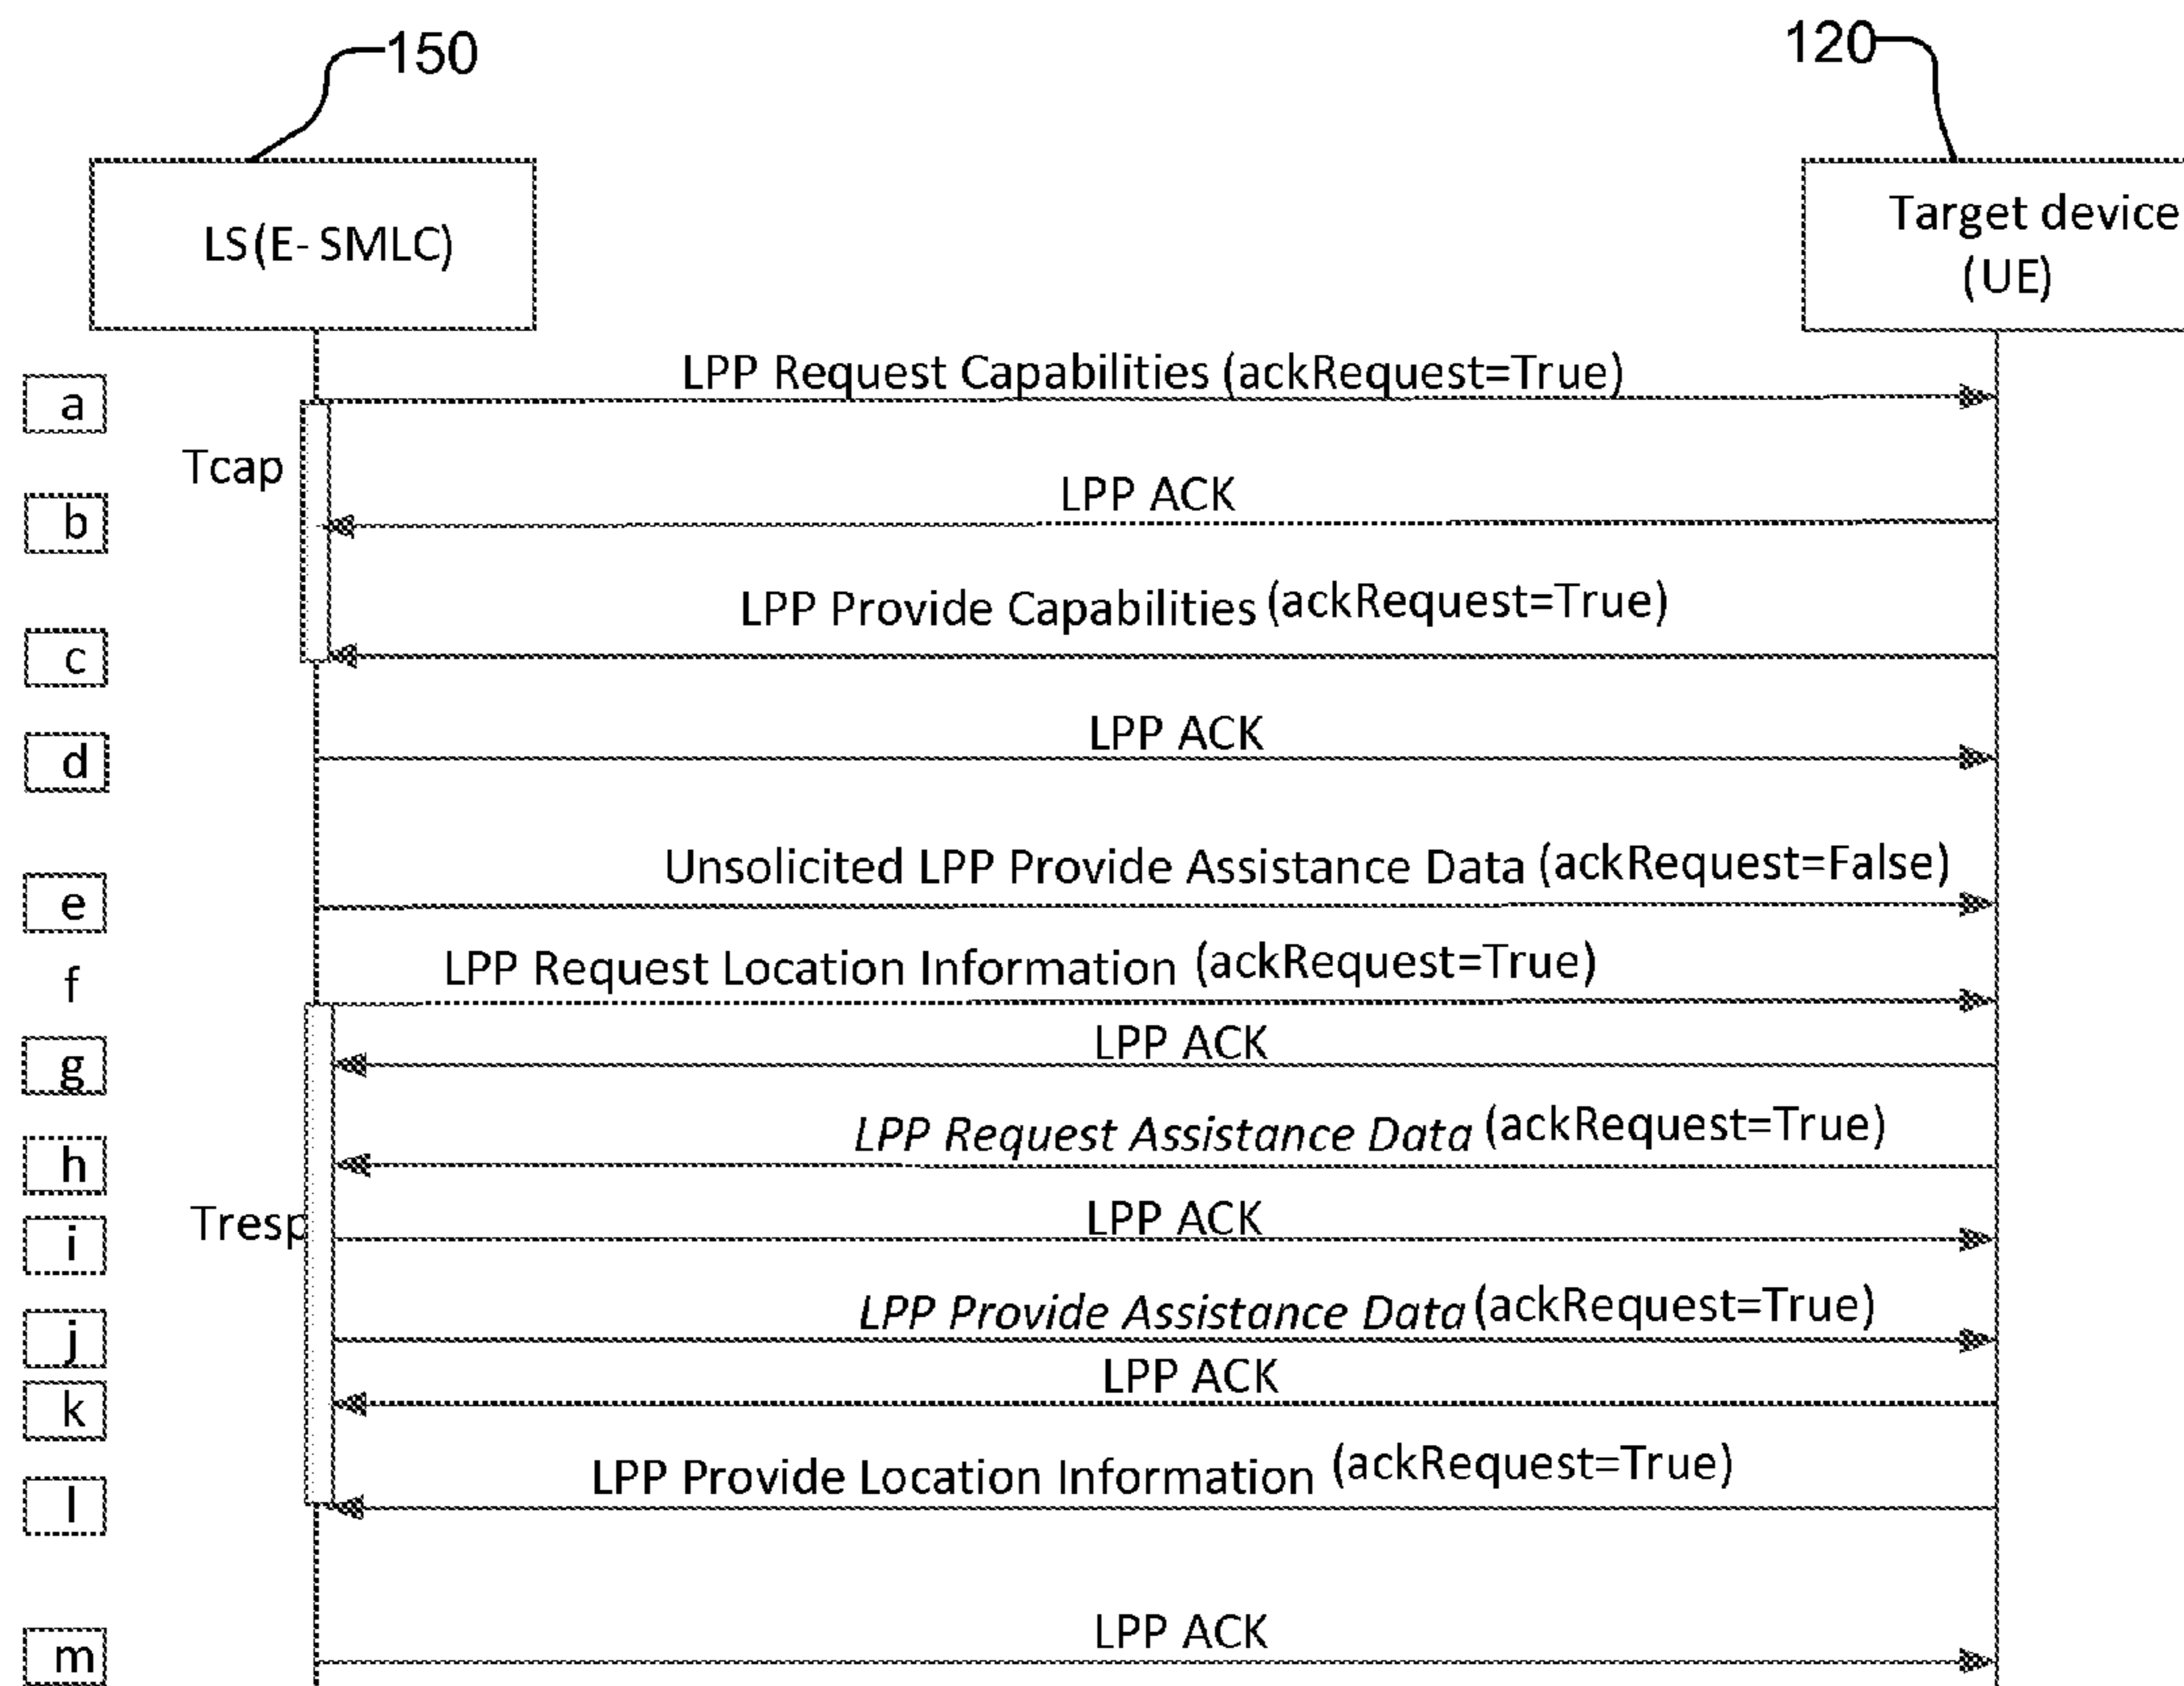 150
120
LS(E- SMLC)
Target device
(UE)
LPP Request Capabilities (ackRequest=True)
a
Tcap
LPP ACK
b
LPP Provide Capabilities (ackRequest=True)
c
LPP ACK
d
Unsolicited LPP Provide Assistance Data (ackRequest=False)
e
LPP Request Location Information (ackRequest=True)
f
LPP ACK
g
LPP Request Assistance Data (ackRequest=True)
h
Tresp
LPP ACK
i
LPP Provide Assistance Data (ackRequest=True)
j
LPP ACK
k
LPP Provide Location Information (ackRequest=True)
l
LPP ACK
m